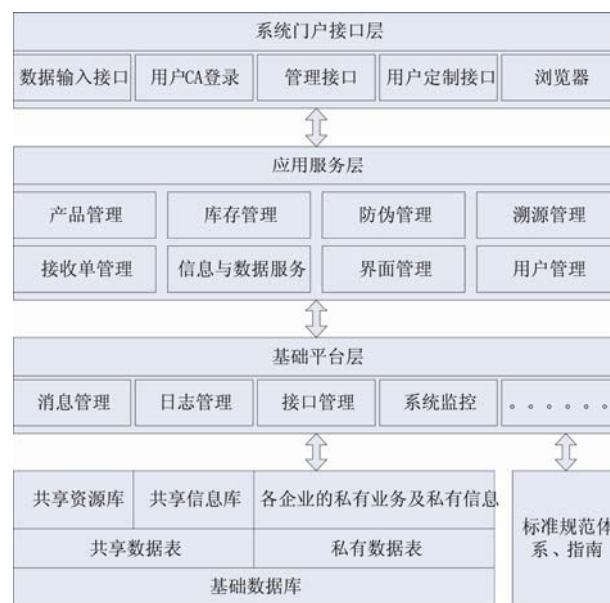 系统门户接口层
数据输入接口 用户CA登录 管理接口 用户定制接口 浏览器
应用服务层
产品管理 库存管理 防伪管理 溯源管理
接收单管理 信息与数据服务 界面管理 用户管理
基础平台层
消息管理 日志管理 接口管理 系统监控 。。。。。。
共享资源库 共享信息库 各企业的私有业务及私有信息
共享数据表 私有数据表
基础数据库
标准规范体
系、指南